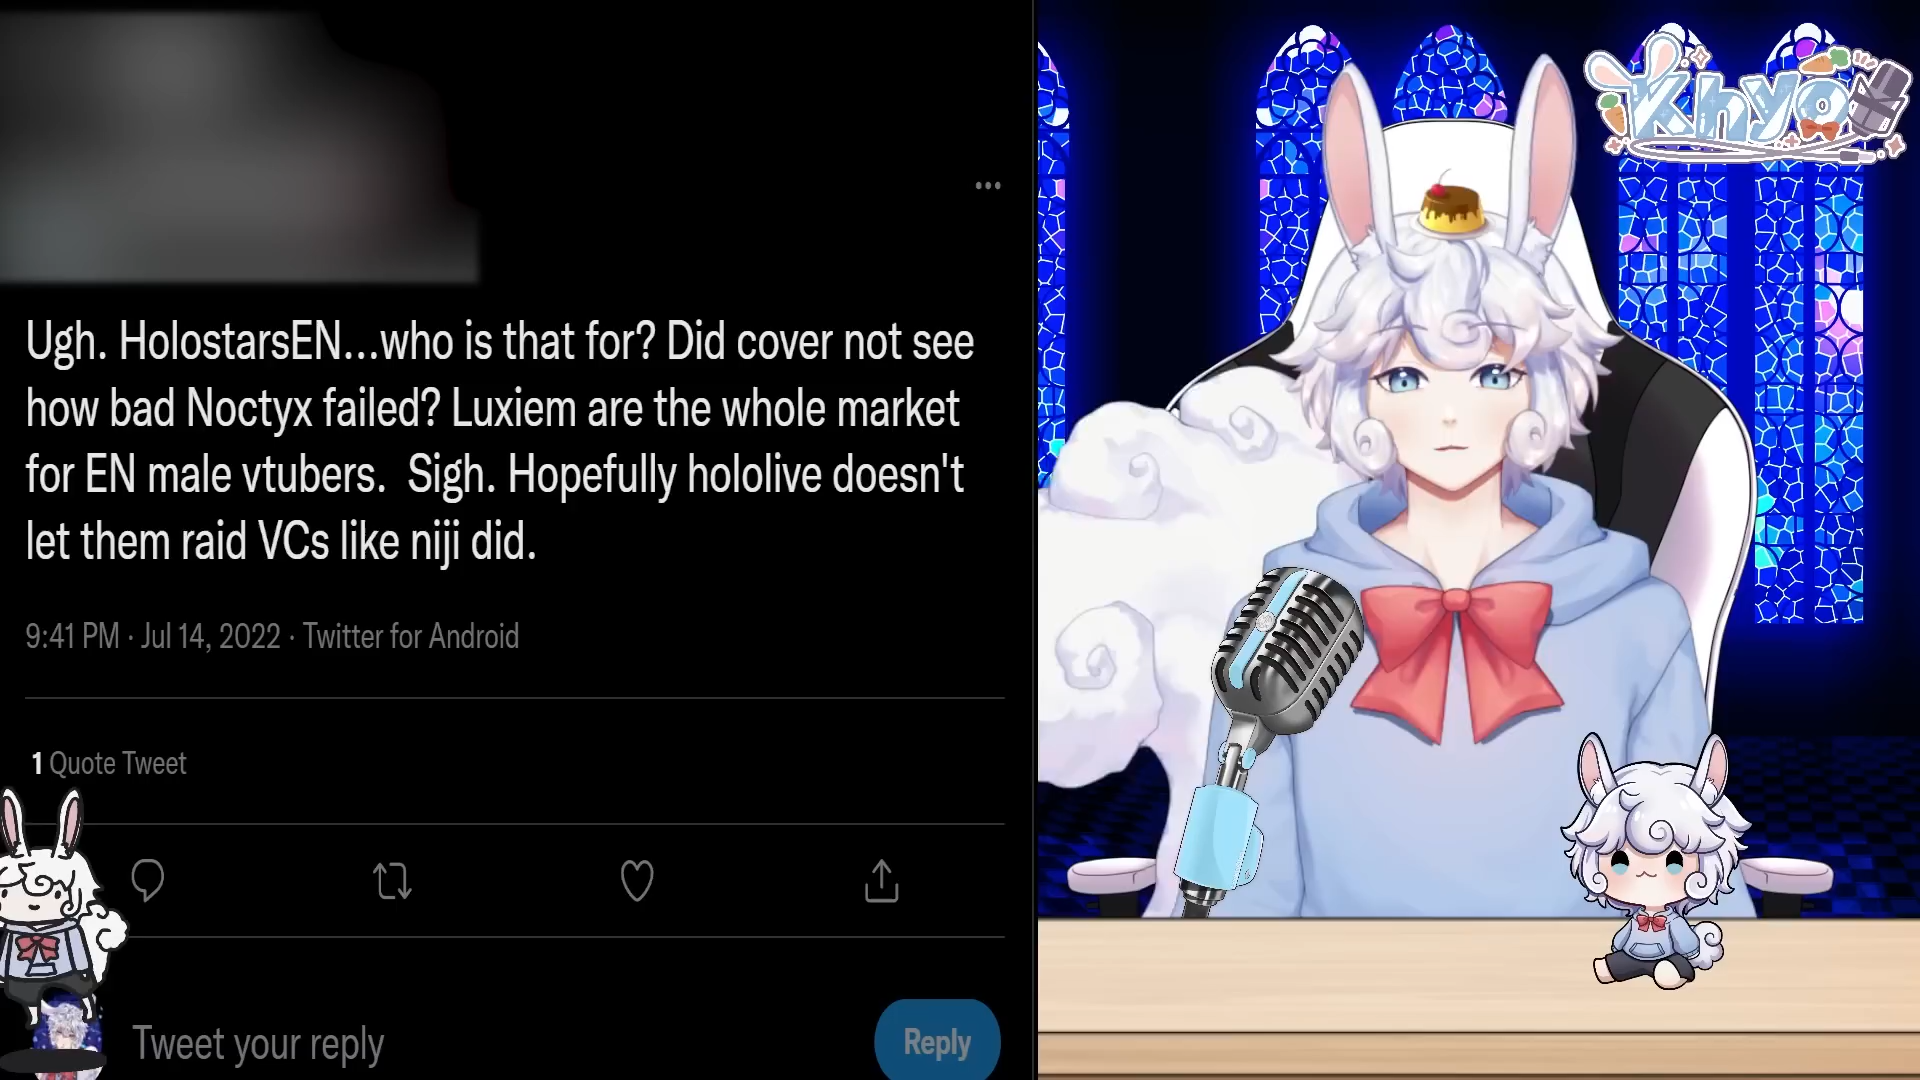 Khyo
Ugh. HolostarsEN...who is that for? Did cover not see
how bad Noctyx failed? Luxiem are the whole market
for EN male vtubers.  Sigh. Hopefully hololive doesn't
let them raid VCs like niji did.
9:41 PM · Jul 14, 2022 · Twitter for Android
1 Quote Tweet
Tweet your reply
Reply